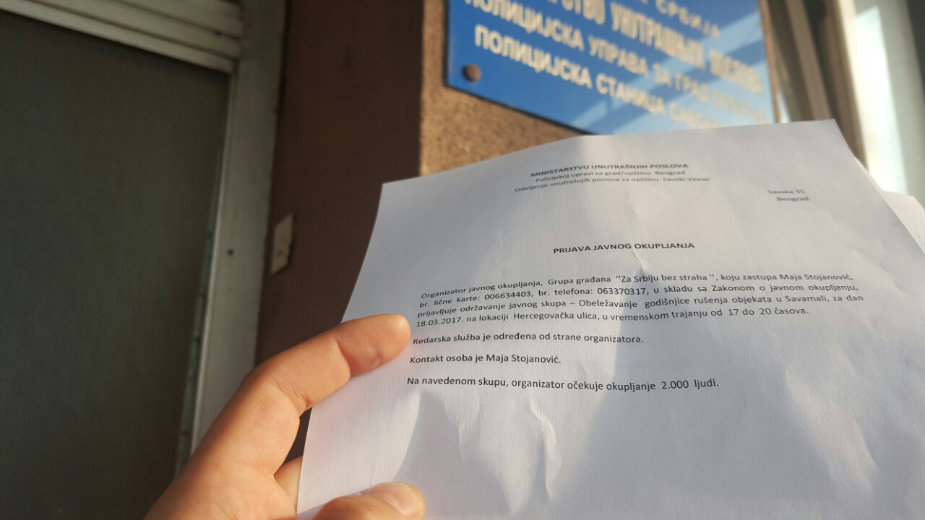 СРБИЈА
УНУТРАШЊИХ
ПОЛИЦИЈСКА УПРАВА ЗА ГРАД
ПОЛИЦИЈСКА СТАНИЦА
MINISTARSTVU UNUTRAŠNJIH POSLOVA
Policijskoj upravi za grad/opštinu Beograd
Odeljenje unutrašnjih poslova za opštinu Savski Venac
Savska 35
Beograd
PRIJAVA JAVNOG OKUPLJANJA
Organizator javnog okupljanja, Grupa građana "Za Srbiju bez straha", koju zastupa Maja Stojanović,
br. lične karte: 006634403, br. telefona: 063370317, u skladu sa Zakonom o javnom okupljanju,
prijavljuje održavanje javnog skupa – Obeležavanje godišnjice rušenja objekata u Savamali, za dan
18.03.2017. na lokaciji Hercegovačka ulica, u vremenskom trajanju od 17 do 20 časova.
Redarska služba je određena od strane organizatora.
Kontakt osoba je Maja Stojanović.
Na navedenom skupu, organizator očekuje okupljanje 2.000 ljudi.